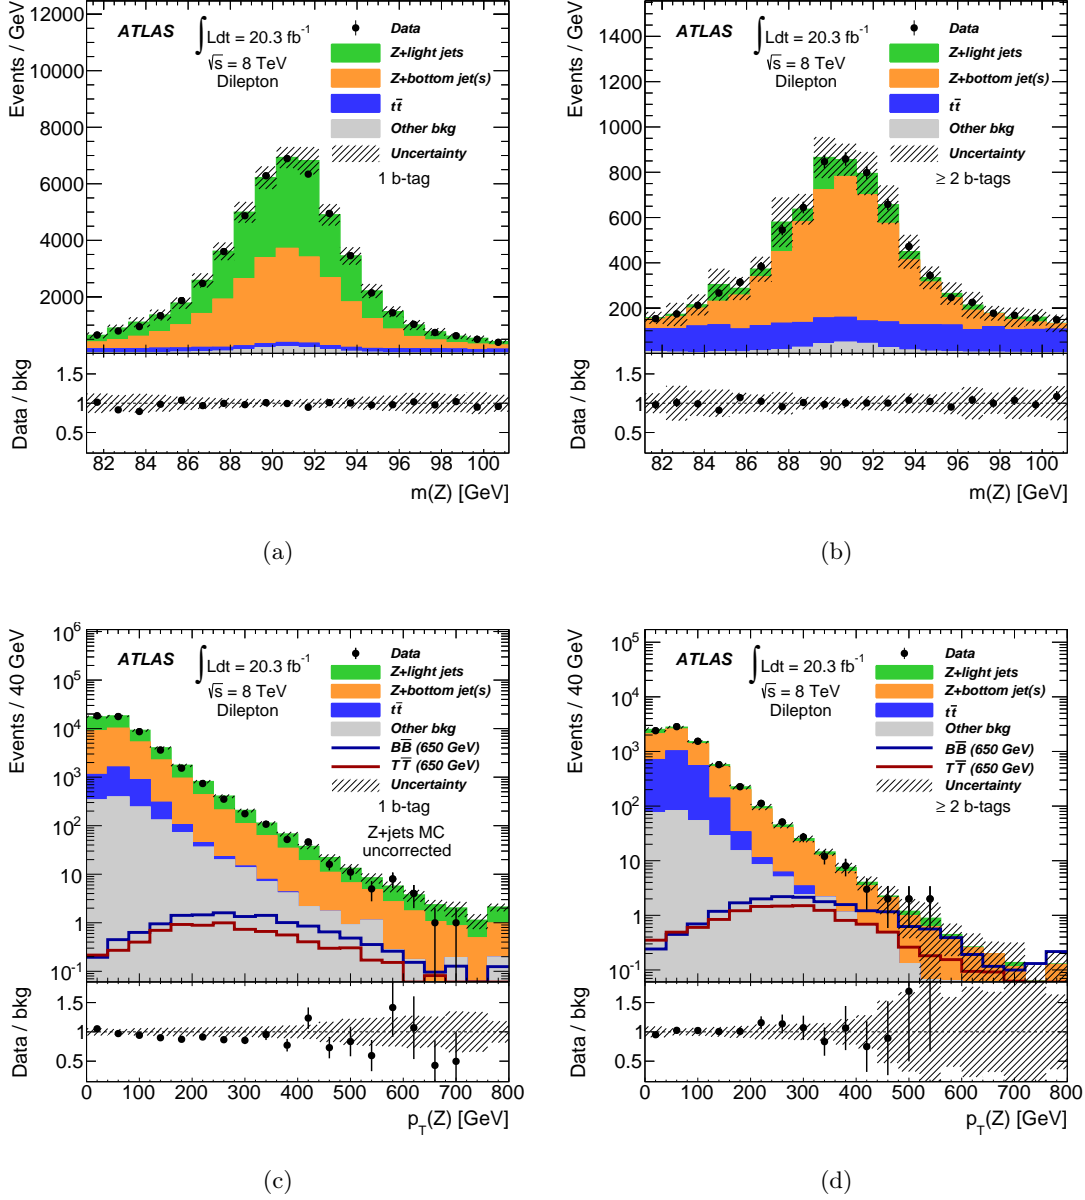 Events / GeV
12000
10000
8000
6000
4000
2000
ATLAS
∫ Ldt = 20.3 fb⁻¹
√s = 8 TeV
Dilepton
Data
Z+light jets
Z+bottom jet(s)
tt̅
Other bkg
Uncertainty
1 b-tag
Data / bkg
1.5
1
0.5
82 84 86 88 90 92 94 96 98 100
m(Z) [GeV]
(a)
Events / GeV
1400
1200
1000
800
600
400
200
ATLAS
∫ Ldt = 20.3 fb⁻¹
√s = 8 TeV
Dilepton
Data
Z+light jets
Z+bottom jet(s)
tt̅
Other bkg
Uncertainty
≥ 2 b-tags
Data / bkg
1.5
1
0.5
82 84 86 88 90 92 94 96 98 100
m(Z) [GeV]
(b)
Events / 40 GeV
10⁶
10⁵
10⁴
10³
10²
10
1
10⁻¹
ATLAS
∫ Ldt = 20.3 fb⁻¹
√s = 8 TeV
Dilepton
Data
Z+light jets
Z+bottom jet(s)
tt̅
Other bkg
BB̅ (650 GeV)
TT̅ (650 GeV)
Uncertainty
1 b-tag
Z+jets MC
uncorrected
Data / bkg
1.5
1
0.5
0 100 200 300 400 500 600 700 800
p_T(Z) [GeV]
(c)
Events / 40 GeV
10⁵
10⁴
10³
10²
10
1
10⁻¹
ATLAS
∫ Ldt = 20.3 fb⁻¹
√s = 8 TeV
Dilepton
Data
Z+light jets
Z+bottom jet(s)
tt̅
Other bkg
BB̅ (650 GeV)
TT̅ (650 GeV)
Uncertainty
≥ 2 b-tags
Data / bkg
1.5
1
0.5
0 100 200 300 400 500 600 700 800
p_T(Z) [GeV]
(d)